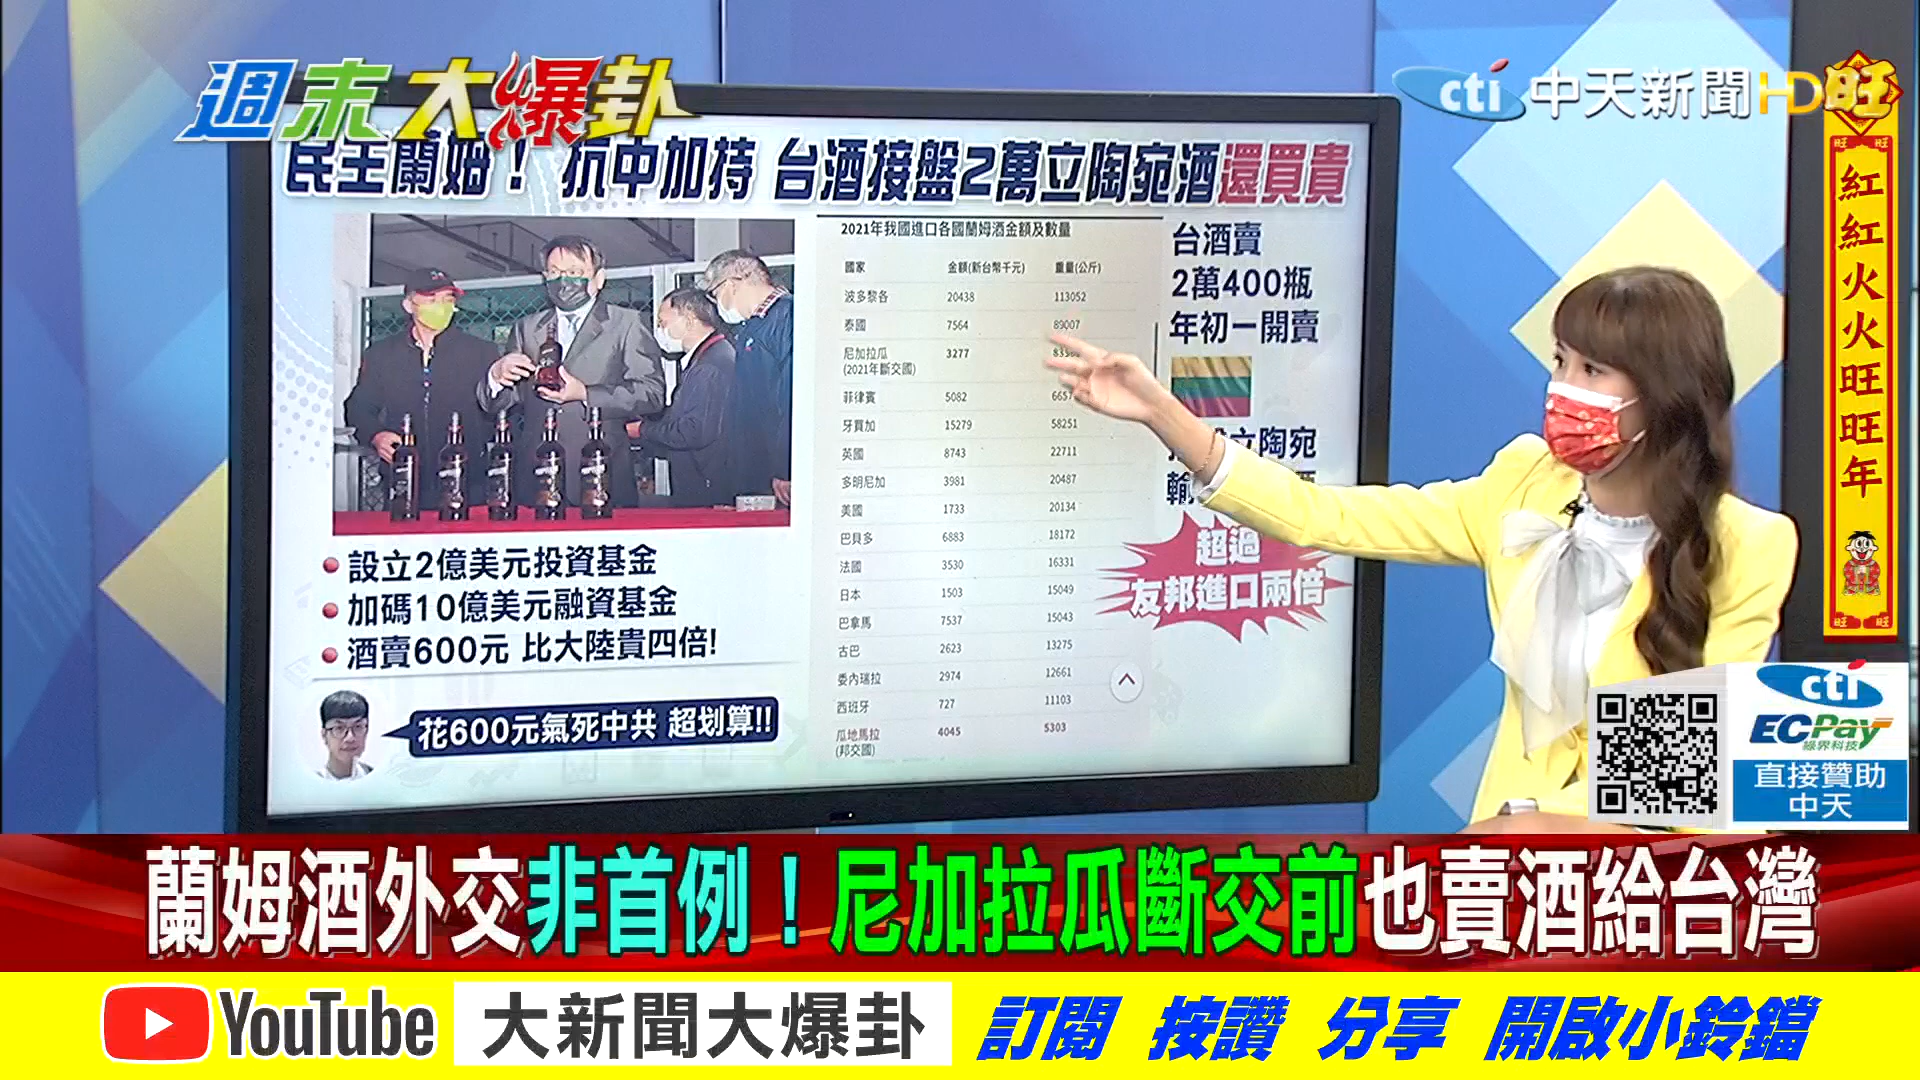 週末大爆卦
cti 中天新聞HD
旺
旺 旺
紅紅火火旺旺年
旺 旺
民主蘭姆! 抗中加持 台酒接盤2萬立陶宛酒還買貴
2021年我國進口各國蘭姆酒金額及數量
國家 金額(新台幣千元) 重量(公斤)
波多黎各 20438 113052
泰國 7564 89007
尼加拉瓜 3277
(2021年斷交國)
菲律賓 5082
牙買加 15279 58251
英國 8743 22711
多明尼加 3981 20487
美國 1733 20134
巴貝多 6883 18172
法國 3530 16331
日本 1503 15049
巴拿馬 7537 15043
古巴 2623 13275
委內瑞拉 2974 12661
西班牙 727 11103
瓜地馬拉 4045 5303
(邦交國)
台酒賣
2萬400瓶
年初一開賣
立陶宛
輸
超過
友邦進口兩倍
設立2億美元投資基金
加碼10億美元融資基金
酒賣600元 比大陸貴四倍!
花600元氣死中共 超划算!!
cti
ECPay
綠界科技
直接贊助
中天
蘭姆酒外交非首例!尼加拉瓜斷交前也賣酒給台灣
YouTube 大新聞大爆卦 訂閱 按讚 分享 開啟小鈴鐺